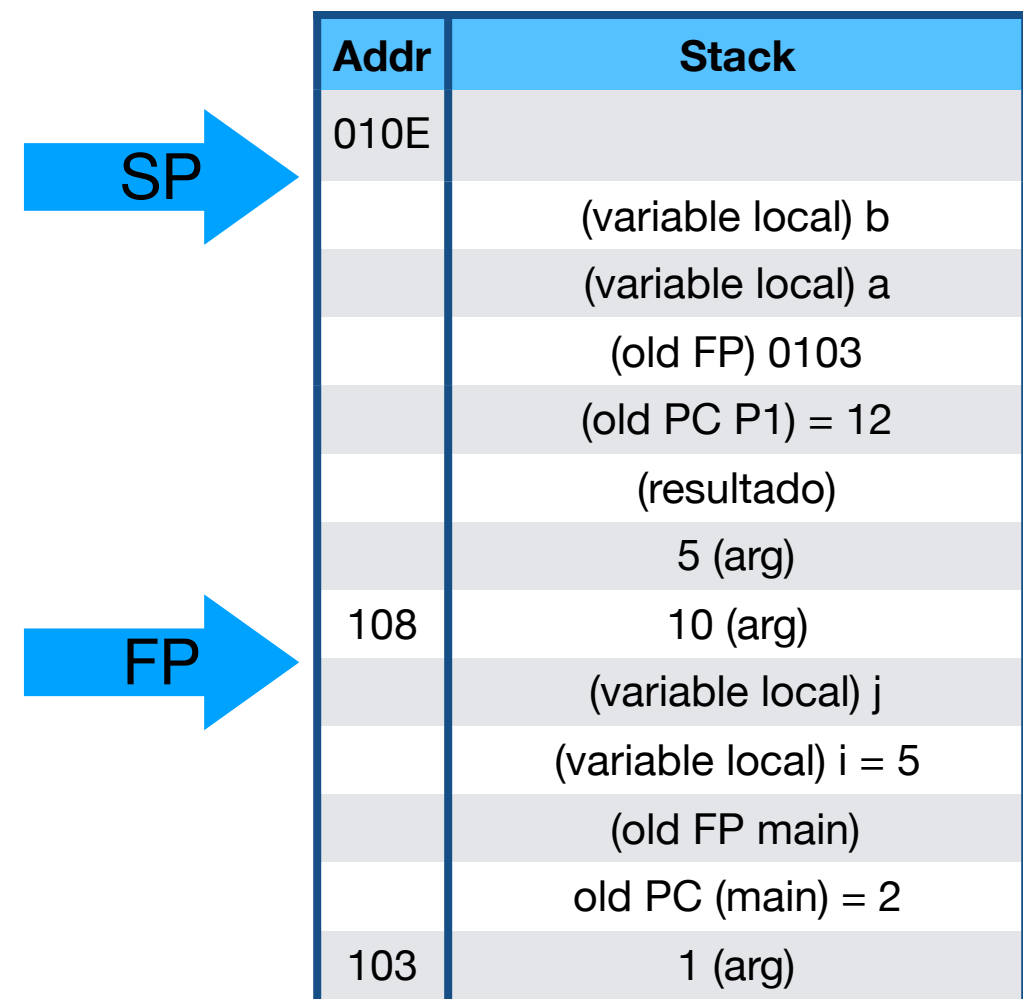 Addr Stack
010E
SP
(variable local) b
(variable local) a
(old FP) 0103
(old PC P1) = 12
(resultado)
5 (arg)
108 10 (arg)
FP
(variable local) j
(variable local) i = 5
(old FP main)
old PC (main) = 2
103 1 (arg)